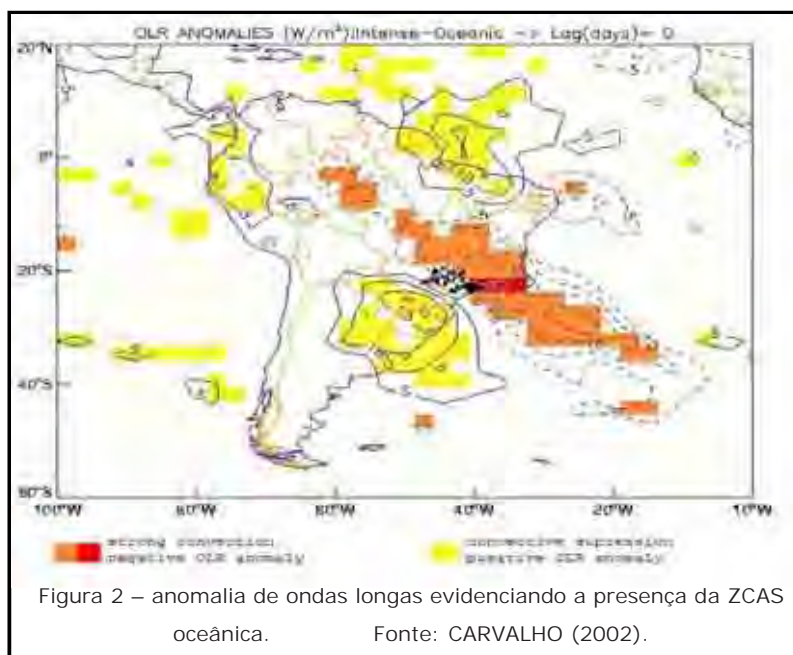 OLR ANOMALIES (W/m²)Intense-Oceanic -> Lag(days)= 0
20°N
0°
20°S
40°S
60°S
100°W
80°W
60°W
40°W
20°W
10°W
strong convection
negative OLR anomaly
convective supression
positive OLR anomaly
Figura 2 – anomalia de ondas longas evidenciando a presença da ZCAS
oceânica. Fonte: CARVALHO (2002).